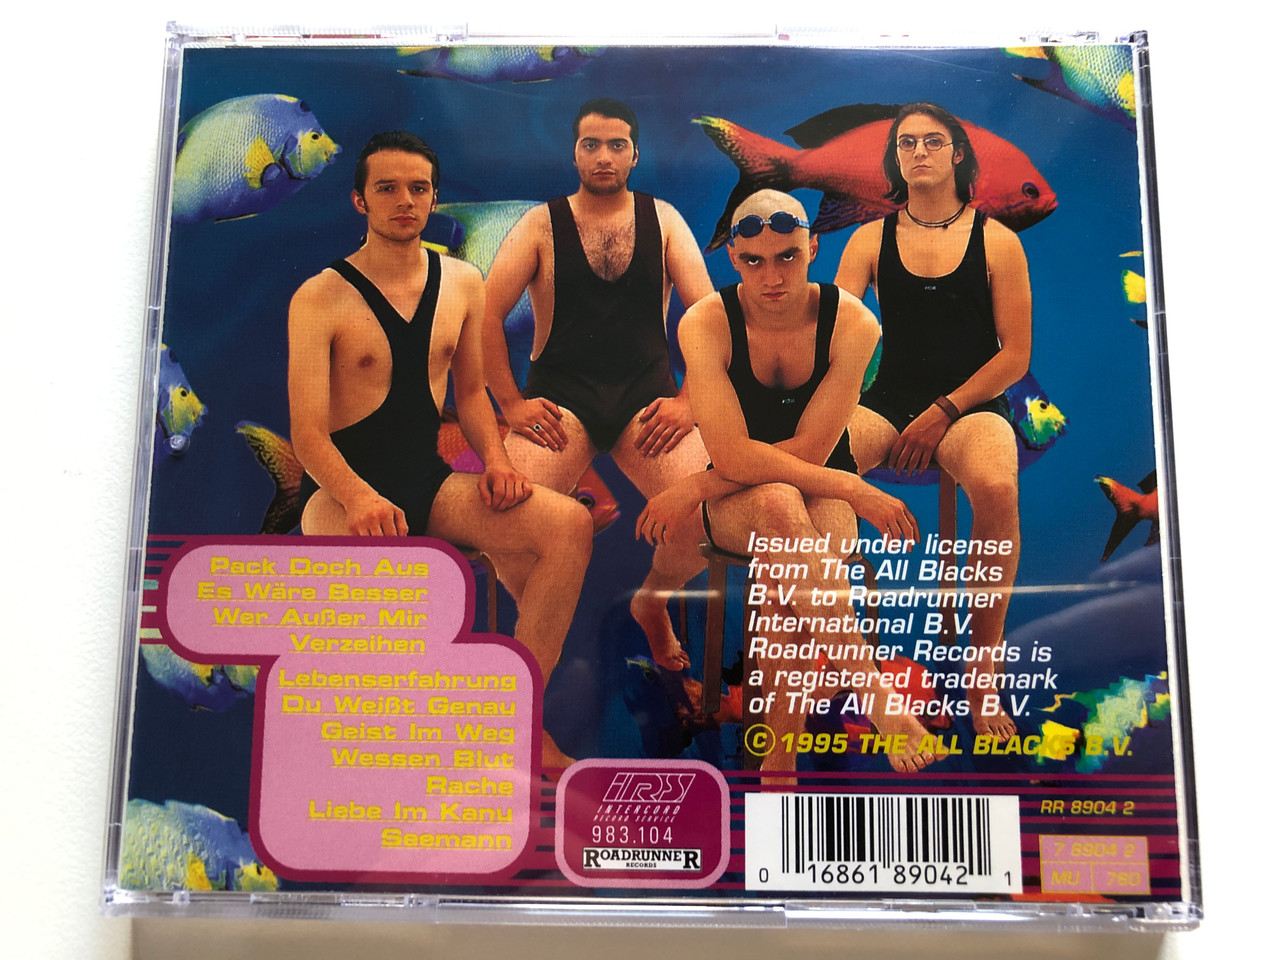 Pack Doch Aus
Es Wäre Besser
Wer Außer Mir
Verzeihen
Lebenserfahrung
Du Weißt Genau
Geist Im Weg
Wessen Blut
Rache
Liebe Im Kanu
Seemann
Issued under license
from The All Blacks
B.V. to Roadrunner
International B.V.
Roadrunner Records is
a registered trademark
of The All Blacks B.V.
© 1995 THE ALL BLACKS B.V.
IRS
INTERCORD
RECORD SERVICE
983.104
ROADRUNNER
RECORDS
0 16861 89042 1
RR 8904 2
7 8904 2
MU 760